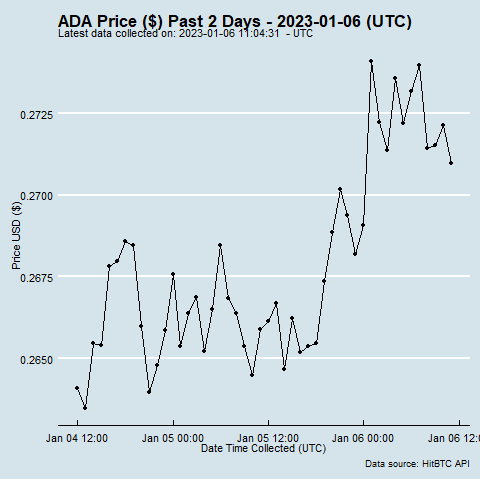 ADA Price ($) Past 2 Days - 2023-01-06 (UTC)
Latest data collected on: 2023-01-06 11:04:31 - UTC
0.2725
0.2700
0.2675
0.2650
Price USD ($)
Jan 04 12:00 Jan 05 00:00 Jan 05 12:00 Jan 06 00:00 Jan 06 12:00
Date Time Collected (UTC)
Data source: HitBTC API